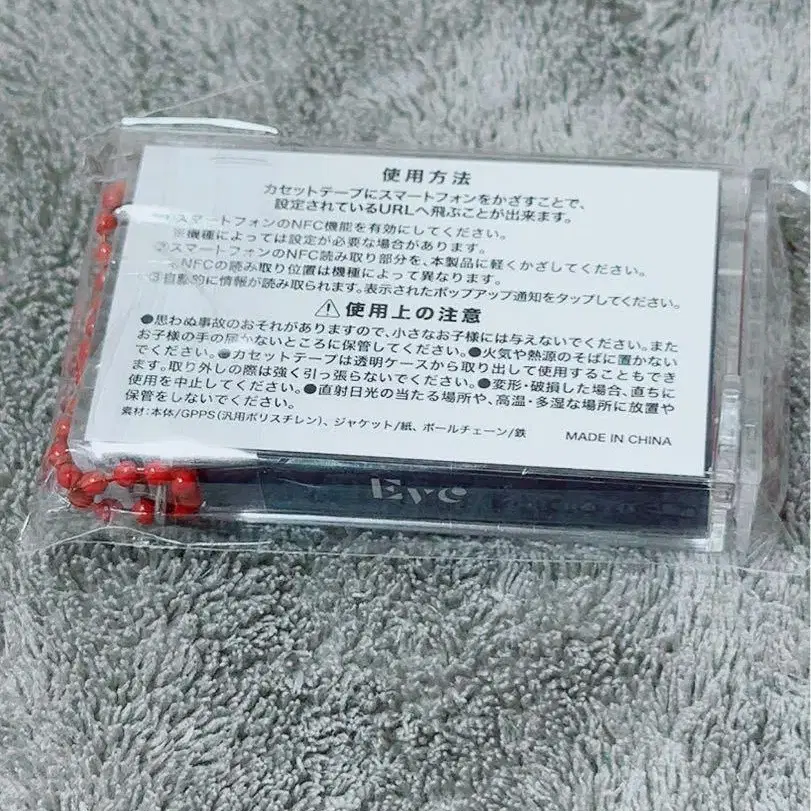 使用方法
カセットテープにスマートフォンをかざすことで、
設定されているURLへ飛ぶことが出来ます。
①スマートフォンのNFC機能を有効にしてください。
※機種によっては設定が必要な場合があります。
②スマートフォンのNFC読み取り部分を、本製品に軽くかざしてください。
※NFCの読み取り位置は機種によって異なります。
③自動的に情報が読み取られます。表示されたポップアップ通知をタップしてください。
⚠使用上の注意
●思わぬ事故のおそれがありますので、小さなお子様には与えないでください。また
お子様の手の届かないところに保管してください。●火気や熱源のそばに置かない
でください。●カセットテープは透明ケースから取り出して使用することもでき
ます。取り外しの際は強く引っ張らないでください。●変形・破損した場合、直ちに
使用を中止してください。●直射日光の当たる場所や、高温・多湿な場所に放置や
保管をしないでください。
素材：本体/GPPS（汎用ポリスチレン）、ジャケット/紙、ボールチェーン/鉄
MADE IN CHINA
Eve